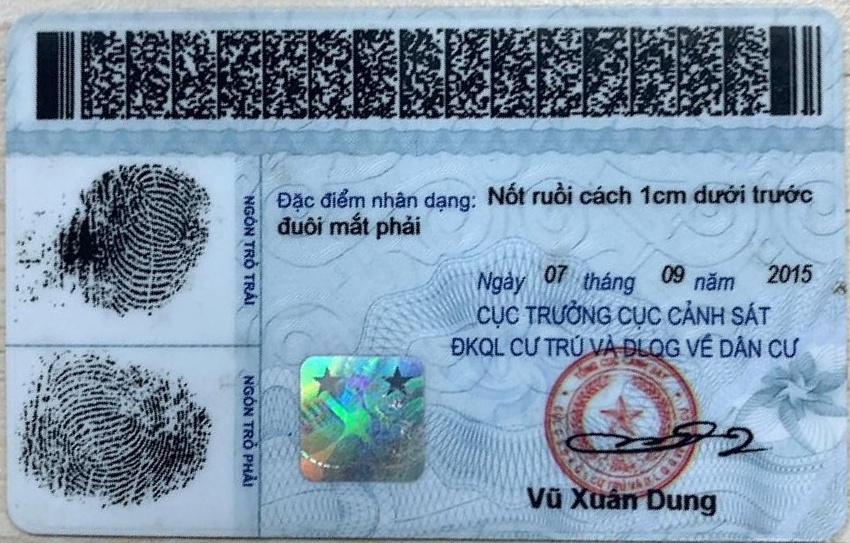 Đặc điểm nhân dạng: Nốt ruồi cách 1cm dưới trước
đuôi mắt phải
NGÓN TRỎ TRÁI
Ngày 07 tháng 09 năm 2015
CỤC TRƯỞNG CỤC CẢNH SÁT
ĐKQL CƯ TRÚ VÀ DLQG VỀ DÂN CƯ
NGÓN TRỎ PHẢI
Vũ Xuân Dung